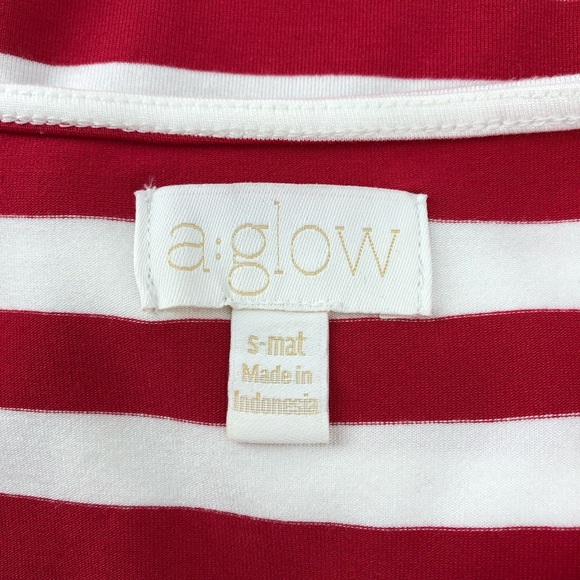 a:glow
s-mat
Made in
Indonesia